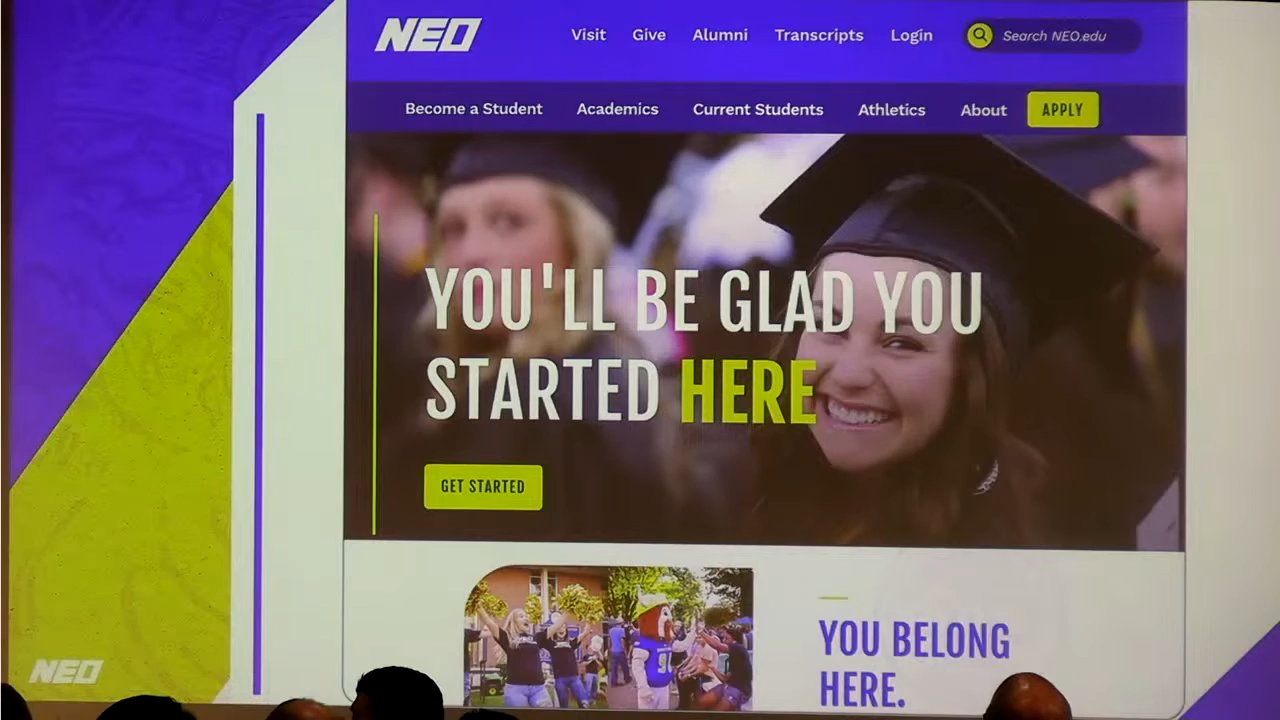 NEO
Visit Give Alumni Transcripts Login Search NEO.edu
Become a Student Academics Current Students Athletics About APPLY
YOU'LL BE GLAD YOU
STARTED HERE
GET STARTED
YOU BELONG
HERE.
NEO